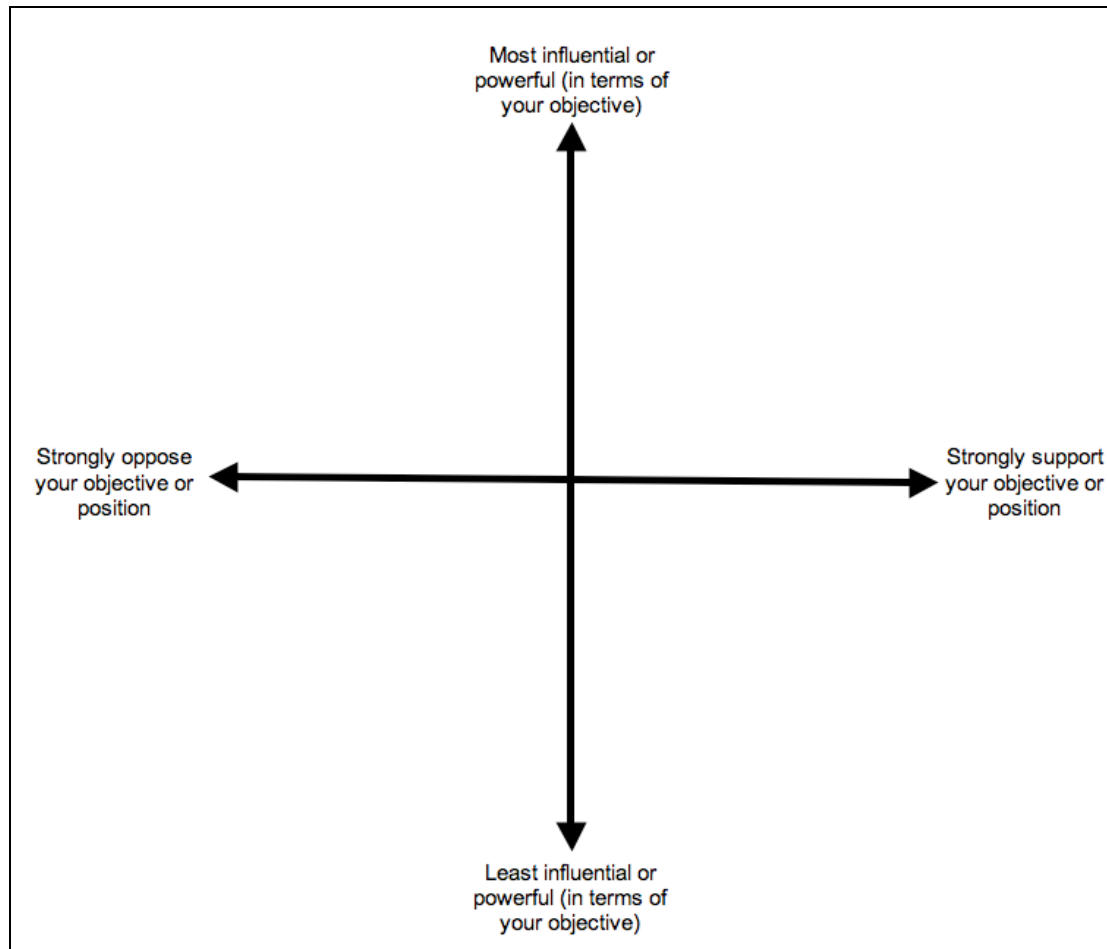 Most influential or
powerful (in terms of
your objective)
Strongly oppose
your objective or
position
Strongly support
your objective or
position
Least influential or
powerful (in terms of
your objective)